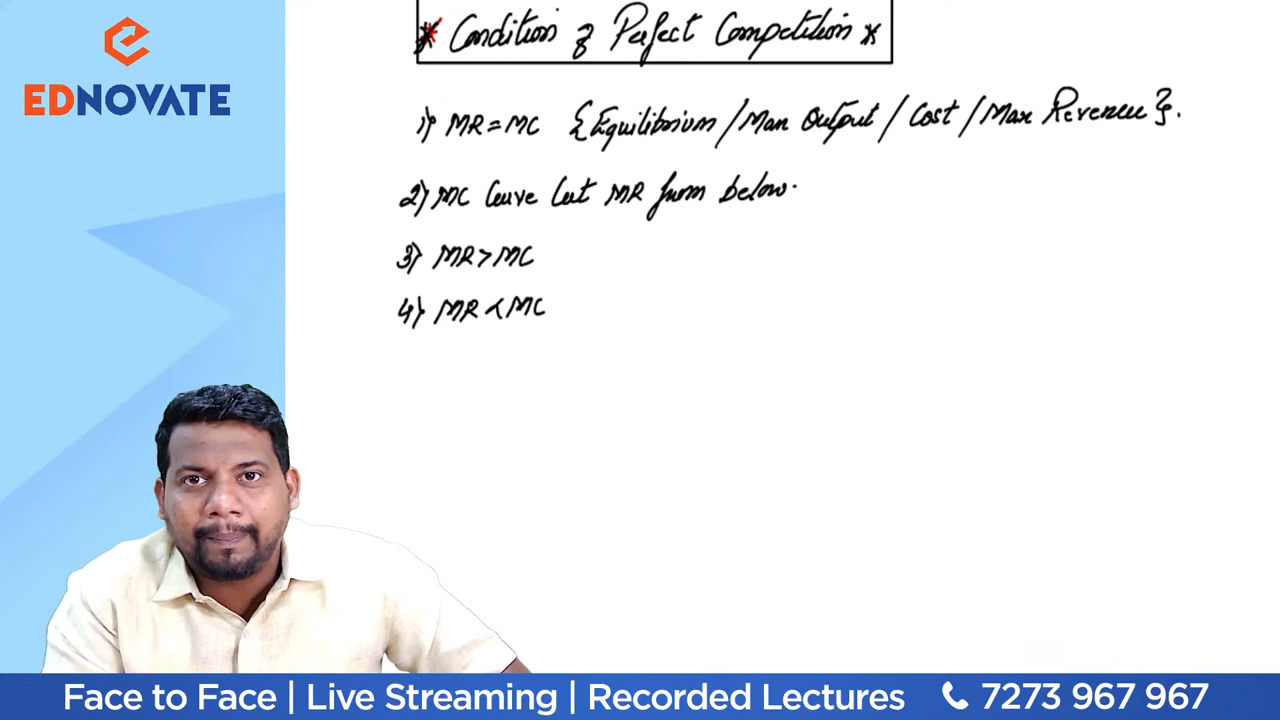 EDNOVATE
* Condition of Perfect Competition *
1) MR = MC {Equilibrium / Max Output / Cost / Max Revenue}.
2) MC Curve Cut MR from below.
3) MR > MC
4) MR < MC
Face to Face | Live Streaming | Recorded Lectures 7273 967 967